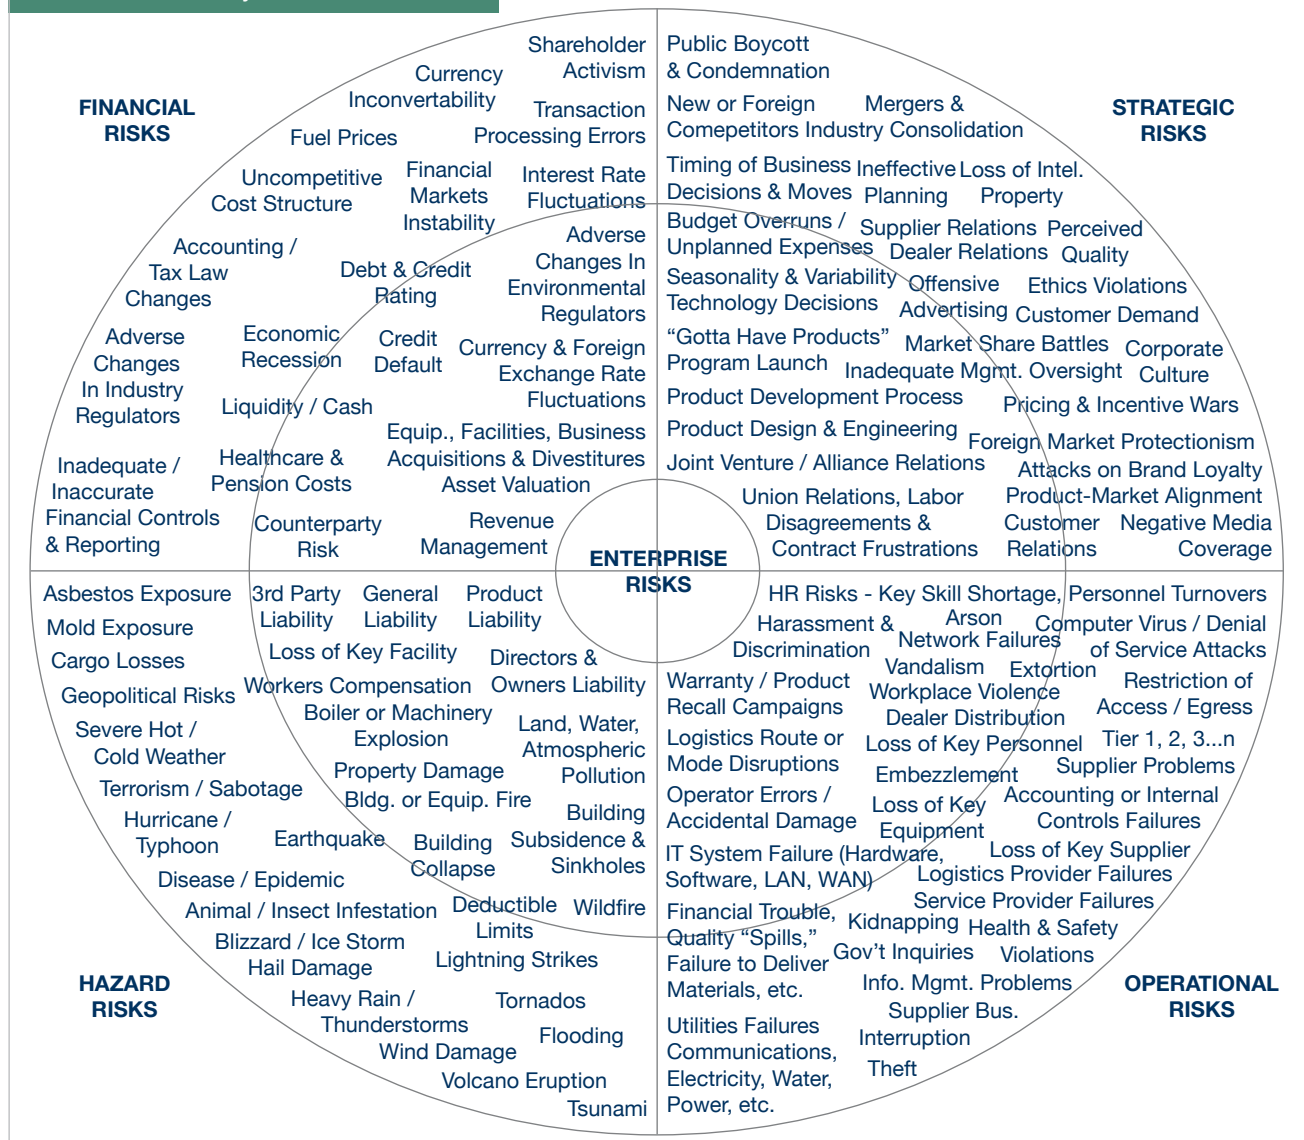 FINANCIAL
RISKS
Shareholder
Activism
Currency
Inconvertability
Transaction
Processing Errors
Fuel Prices
Uncompetitive
Cost Structure
Financial
Markets
Instability
Interest Rate
Fluctuations
Accounting /
Tax Law
Changes
Debt & Credit
Rating
Adverse
Changes In
Environmental
Regulators
Adverse
Changes
In Industry
Regulators
Economic
Recession
Credit
Default
Currency & Foreign
Exchange Rate
Fluctuations
Liquidity / Cash
Equip., Facilities, Business
Acquisitions & Divestitures
Asset Valuation
Inadequate /
Inaccurate
Financial Controls
& Reporting
Healthcare &
Pension Costs
Counterparty
Risk
Revenue
Management
STRATEGIC
RISKS
Public Boycott
& Condemnation
New or Foreign
Comepetitors
Mergers &
Industry Consolidation
Timing of Business
Decisions & Moves
Ineffective
Planning
Loss of Intel.
Property
Budget Overruns /
Unplanned Expenses
Supplier Relations
Dealer Relations
Perceived
Quality
Seasonality & Variability
Technology Decisions
Offensive
Advertising
Ethics Violations
Customer Demand
“Gotta Have Products”
Program Launch
Market Share Battles
Inadequate Mgmt. Oversight
Corporate
Culture
Product Development Process
Pricing & Incentive Wars
Product Design & Engineering
Foreign Market Protectionism
Joint Venture / Alliance Relations
Attacks on Brand Loyalty
Union Relations, Labor
Disagreements &
Contract Frustrations
Product-Market Alignment
Customer
Relations
Negative Media
Coverage
ENTERPRISE
RISKS
Asbestos Exposure
3rd Party
Liability
General
Liability
Product
Liability
Mold Exposure
Loss of Key Facility
Directors &
Owners Liability
Cargo Losses
Geopolitical Risks
Workers Compensation
Boiler or Machinery
Explosion
Land, Water,
Atmospheric
Pollution
Severe Hot /
Cold Weather
Property Damage
Terrorism / Sabotage
Bldg. or Equip. Fire
Building
Subsidence &
Sinkholes
Hurricane /
Typhoon
Earthquake
Building
Collapse
Disease / Epidemic
Animal / Insect Infestation
Deductible
Limits
Wildfire
Blizzard / Ice Storm
Hail Damage
Lightning Strikes
HAZARD
RISKS
Heavy Rain /
Thunderstorms
Tornados
Wind Damage
Flooding
Volcano Eruption
Tsunami
HR Risks - Key Skill Shortage, Personnel Turnovers
Harassment &
Discrimination
Arson
Network Failures
Computer Virus / Denial
of Service Attacks
Vandalism
Extortion
Warranty / Product
Recall Campaigns
Workplace Violence
Dealer Distribution
Restriction of
Access / Egress
Logistics Route or
Mode Disruptions
Loss of Key Personnel
Tier 1, 2, 3...n
Supplier Problems
Embezzlement
Operator Errors /
Accidental Damage
Loss of Key
Equipment
Accounting or Internal
Controls Failures
IT System Failure (Hardware,
Software, LAN, WAN)
Loss of Key Supplier
Logistics Provider Failures
Service Provider Failures
Financial Trouble,
Quality “Spills,”
Failure to Deliver
Materials, etc.
Kidnapping
Health & Safety
Violations
Gov’t Inquiries
Info. Mgmt. Problems
OPERATIONAL
RISKS
Supplier Bus.
Interruption
Utilities Failures
Communications,
Electricity, Water,
Power, etc.
Theft